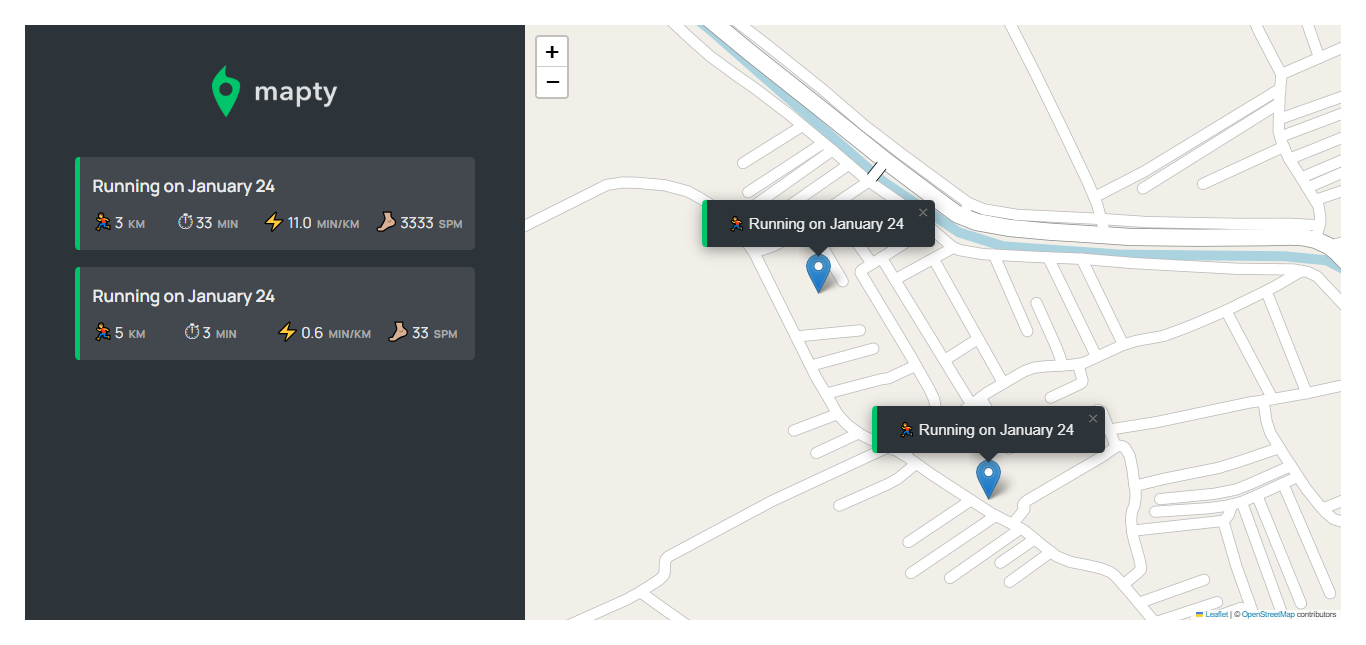 mapty
Running on January 24
3 KM 33 MIN 11.0 MIN/KM 3333 SPM
Running on January 24
5 KM 3 MIN 0.6 MIN/KM 33 SPM
+
−
Running on January 24 ×
Running on January 24 ×
Leaflet | © OpenStreetMap contributors